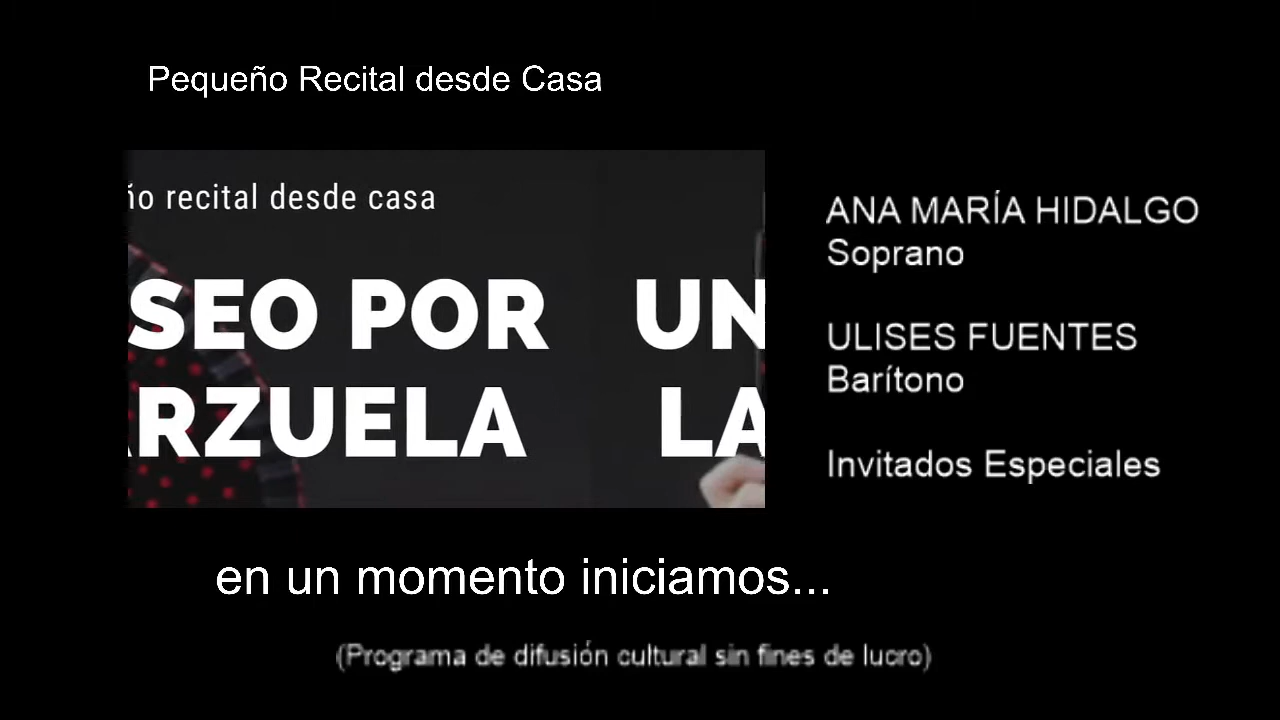 Pequeño Recital desde Casa
ño recital desde casa
SEO POR UN
ARZUELA LA
ANA MARÍA HIDALGO
Soprano
ULISES FUENTES
Barítono
Invitados Especiales
en un momento iniciamos...
(Programa de difusión cultural sin fines de lucro)